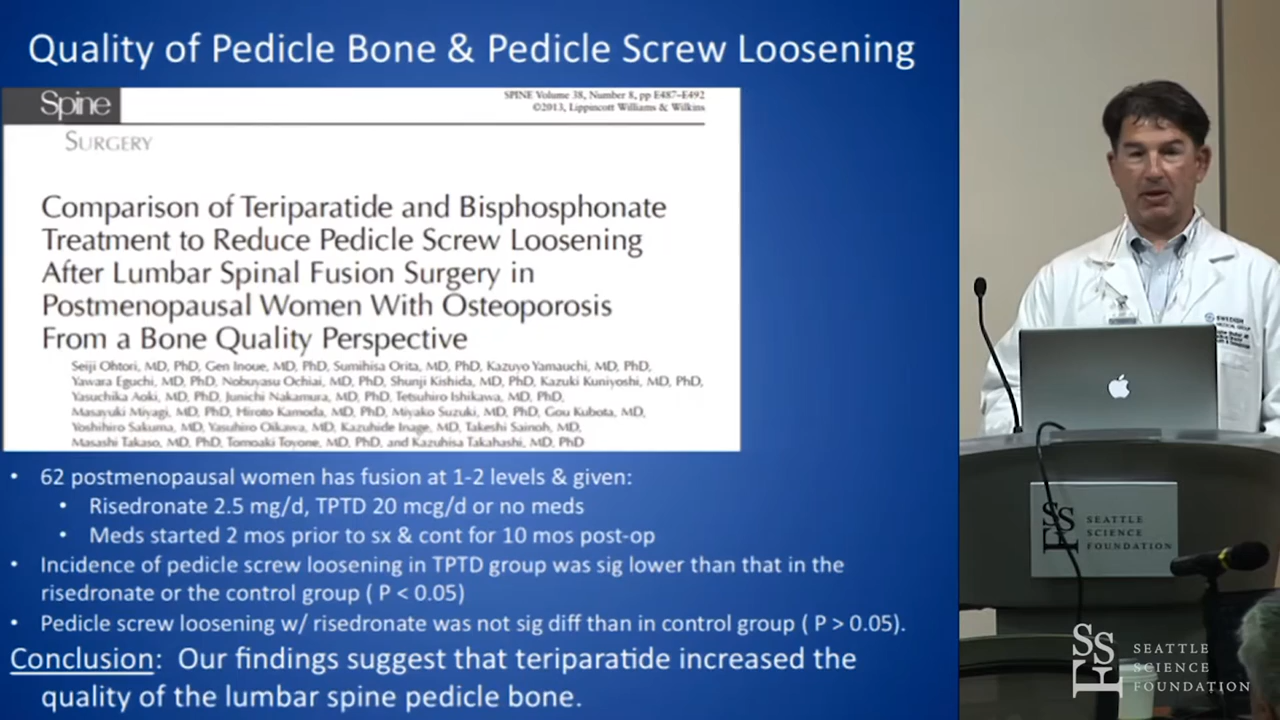 Quality of Pedicle Bone & Pedicle Screw Loosening
Spine
SPINE Volume 38, Number 8, pp E487–E492
©2013, Lippincott Williams & Wilkins
SURGERY
Comparison of Teriparatide and Bisphosphonate
Treatment to Reduce Pedicle Screw Loosening
After Lumbar Spinal Fusion Surgery in
Postmenopausal Women With Osteoporosis
From a Bone Quality Perspective
Seiji Ohtori, MD, PhD, Gen Inoue, MD, PhD, Sumihisa Orita, MD, PhD, Kazuyo Yamauchi, MD, PhD,
Yawara Eguchi, MD, PhD, Nobuyasu Ochiai, MD, PhD, Shunji Kishida, MD, PhD, Kazuki Kuniyoshi, MD, PhD,
Yasuchika Aoki, MD, PhD, Junichi Nakamura, MD, PhD, Tetsuhiro Ishikawa, MD, PhD,
Masayuki Miyagi, MD, PhD, Hiroto Kamoda, MD, PhD, Miyako Suzuki, MD, PhD, Gou Kubota, MD,
Yoshihiro Sakuma, MD, PhD, Yasuhiro Oikawa, MD, PhD, Kazuhide Inage, MD, PhD, Takeshi Sainoh, MD,
Masashi Takaso, MD, PhD, Tomoaki Toyone, MD, PhD, and Kazuhisa Takahashi, MD, PhD
• 62 postmenopausal women has fusion at 1-2 levels & given:
• Risedronate 2.5 mg/d, TPTD 20 mcg/d or no meds
• Meds started 2 mos prior to sx & cont for 10 mos post-op
• Incidence of pedicle screw loosening in TPTD group was sig lower than that in the
risedronate or the control group ( P < 0.05)
• Pedicle screw loosening w/ risedronate was not sig diff than in control group ( P > 0.05).
Conclusion: Our findings suggest that teriparatide increased the
quality of the lumbar spine pedicle bone.
SWEDISH
MEDICAL GROUP
SSF
SEATTLE
SCIENCE
FOUNDATION
SSF
SEATTLE
SCIENCE
FOUNDATION